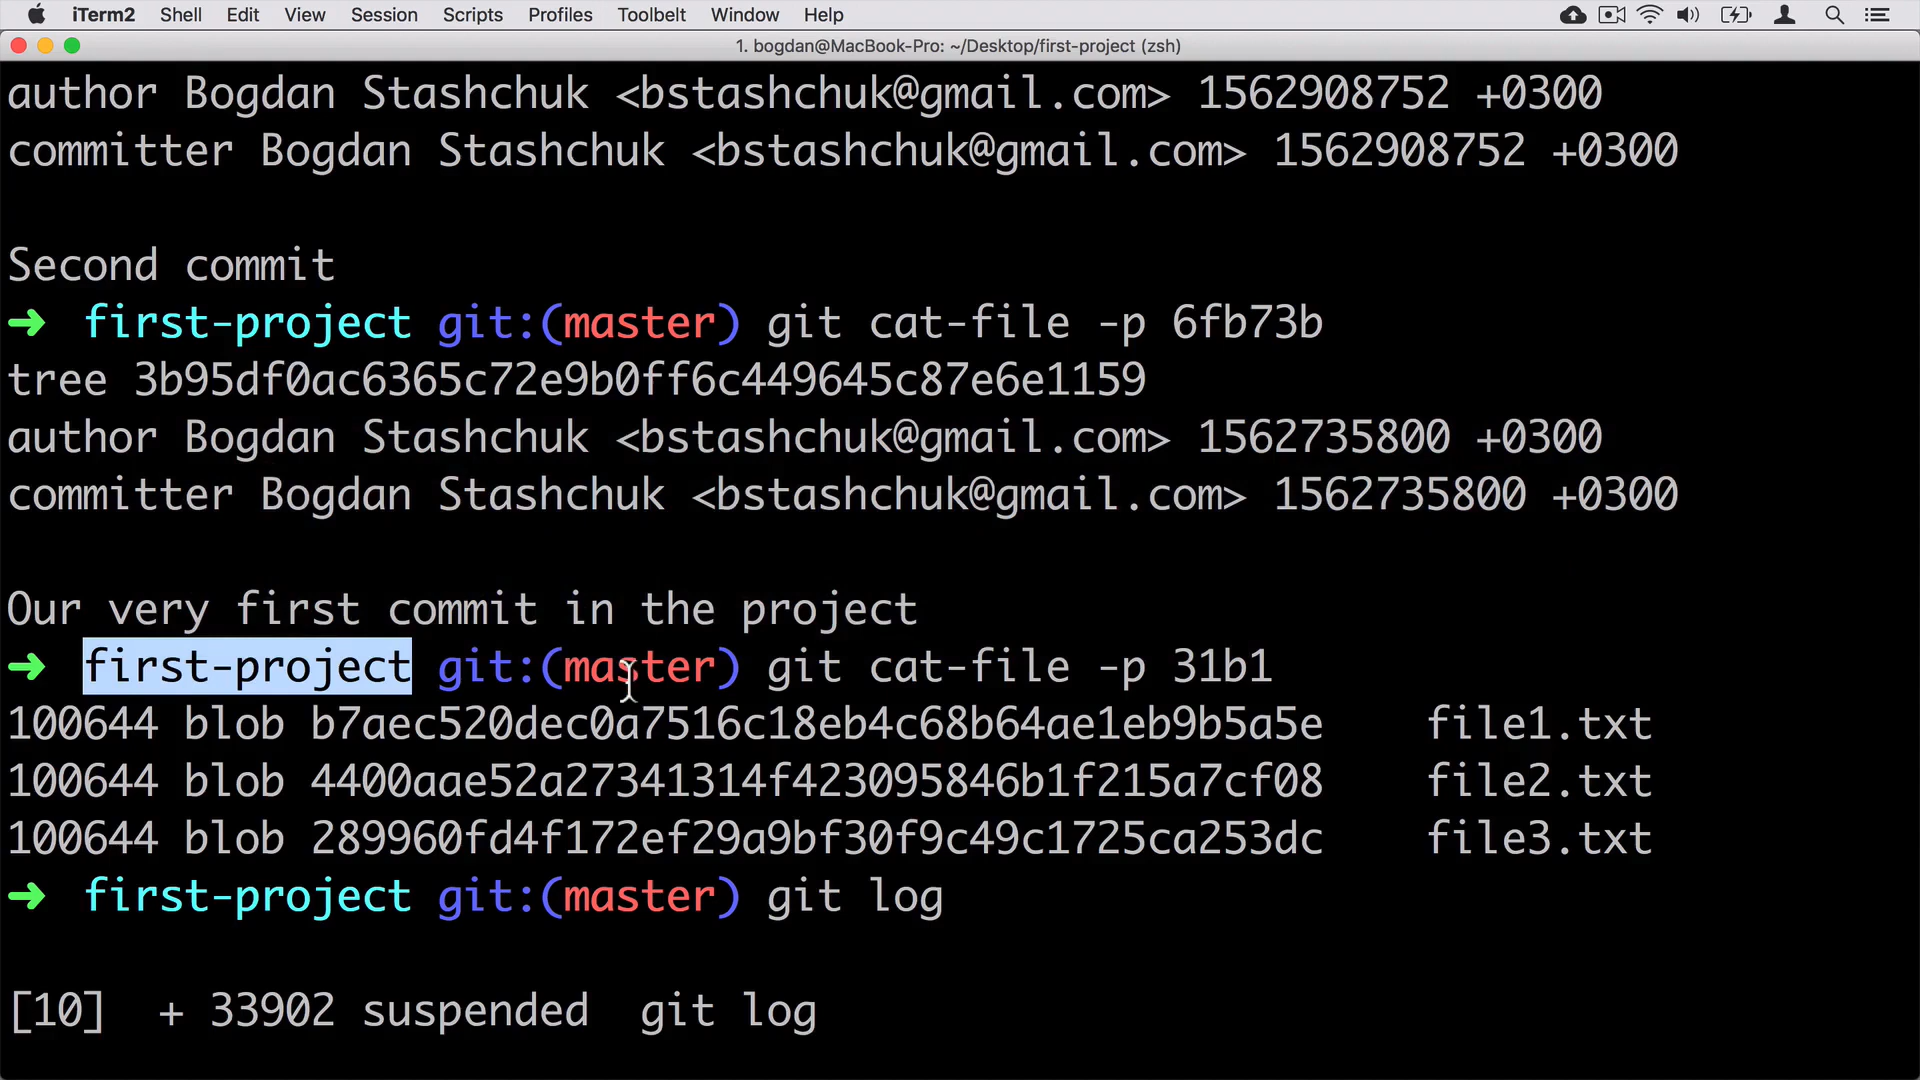 iTerm2 Shell Edit View Session Scripts Profiles Toolbelt Window Help
1. bogdan@MacBook-Pro: ~/Desktop/first-project (zsh)
author Bogdan Stashchuk <bstashchuk@gmail.com> 1562908752 +0300
committer Bogdan Stashchuk <bstashchuk@gmail.com> 1562908752 +0300
Second commit
➜ first-project git:(master) git cat-file -p 6fb73b
tree 3b95df0ac6365c72e9b0ff6c449645c87e6e1159
author Bogdan Stashchuk <bstashchuk@gmail.com> 1562735800 +0300
committer Bogdan Stashchuk <bstashchuk@gmail.com> 1562735800 +0300
Our very first commit in the project
➜ first-project git:(master) git cat-file -p 31b1
100644 blob b7aec520dec0a7516c18eb4c68b64ae1eb9b5a5e file1.txt
100644 blob 4400aae52a27341314f423095846b1f215a7cf08 file2.txt
100644 blob 289960fd4f172ef29a9bf30f9c49c1725ca253dc file3.txt
➜ first-project git:(master) git log
[10] + 33902 suspended git log